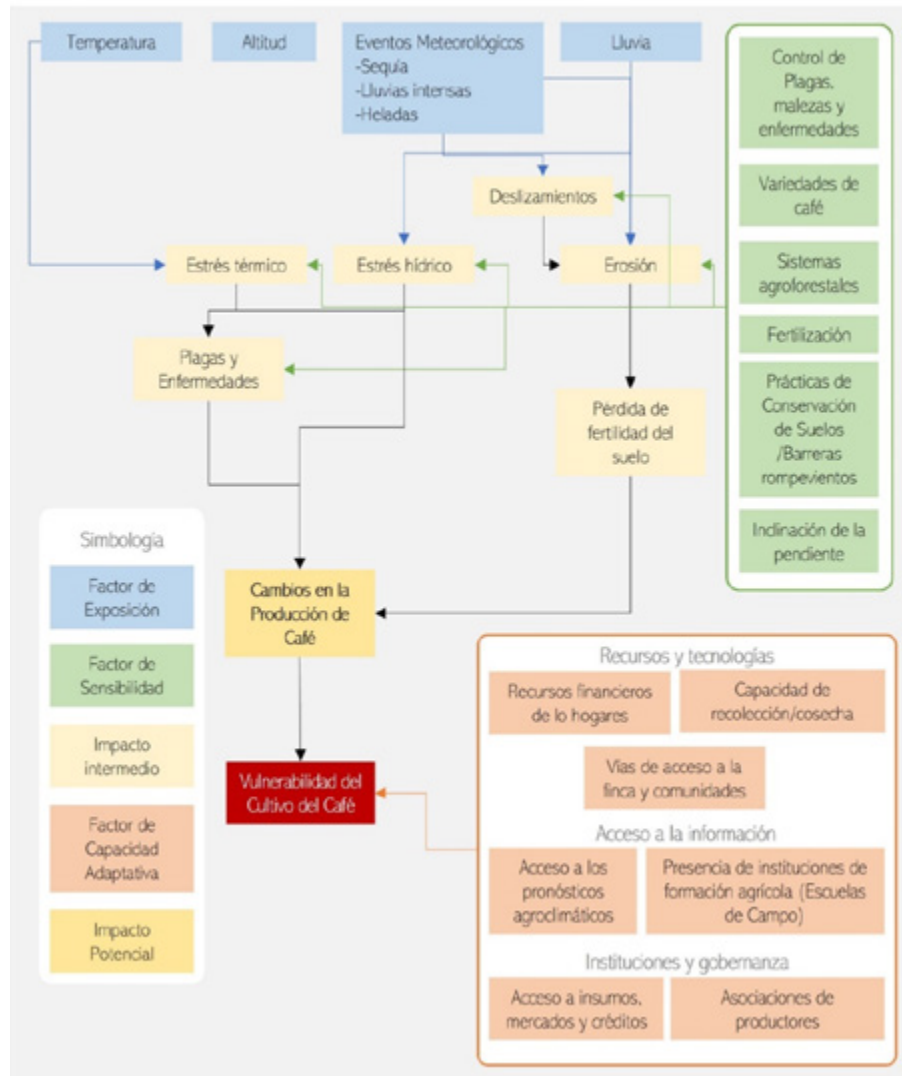 Temperatura
Altitud
Eventos Meteorológicos
-Sequía
-Lluvias intensas
-Heladas
Lluvia
Control de
Plagas,
malezas y
enfermedades
Variedades de
café
Sistemas
agroforestales
Fertilización
Prácticas de
Conservación
de Suelos
/Barreras
rompevientos
Inclinación de la
pendiente
Deslizamientos
Estrés térmico
Estrés hídrico
Erosión
Plagas y
Enfermedades
Pérdida de
fertilidad del
suelo
Simbología
Factor de
Exposición
Factor de
Sensibilidad
Impacto
intermedio
Factor de
Capacidad
Adaptativa
Impacto
Potencial
Cambios en la
Producción de
Café
Vulnerabilidad del
Cultivo del Café
Recursos y tecnologías
Recursos financieros
de lo hogares
Capacidad de
recolección/cosecha
Vías de acceso a la
finca y comunidades
Acceso a la información
Acceso a los
pronósticos
agroclimáticos
Presencia de instituciones de
formación agrícola (Escuelas
de Campo)
Instituciones y gobernanza
Acceso a insumos,
mercados y créditos
Asociaciones de
productores